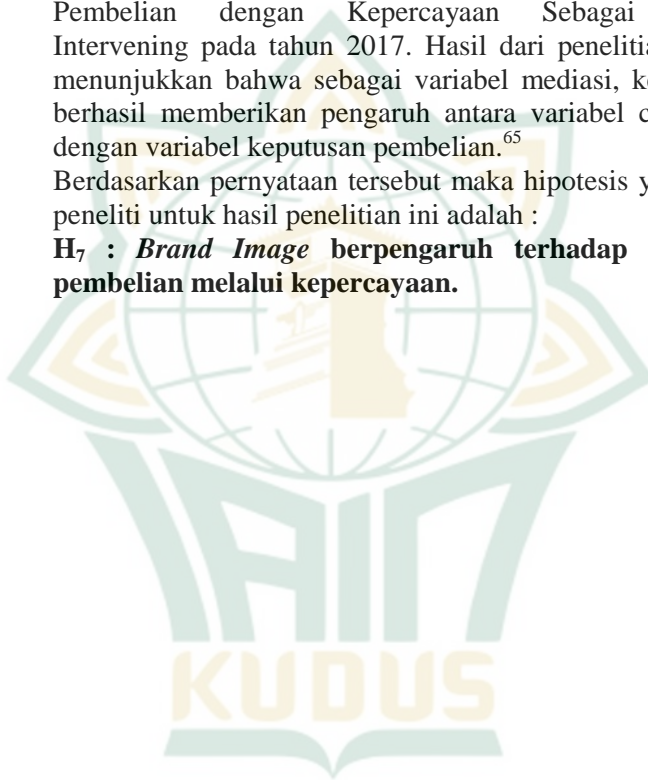 Pembelian dengan Kepercayaan Sebagai
Intervening pada tahun 2017. Hasil dari
menunjukkan bahwa sebagai variabel mediasi,
berhasil memberikan pengaruh antara variabel
dengan variabel keputusan pembelian.65
Berdasarkan pernyataan tersebut maka hipotesis
peneliti untuk hasil penelitian ini adalah :
H7 : Brand Image berpengaruh terhadap
pembelian melalui kepercayaan.
IAIN
KUDUS